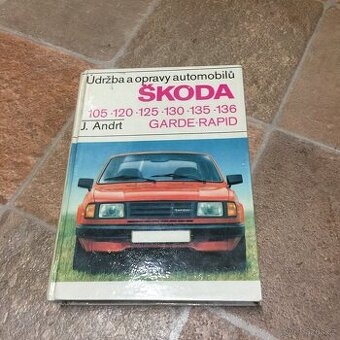 Údržba a opravy automobilů
ŠKODA
105·120·125·130·135·136
J. Andrt GARDE·RAPID